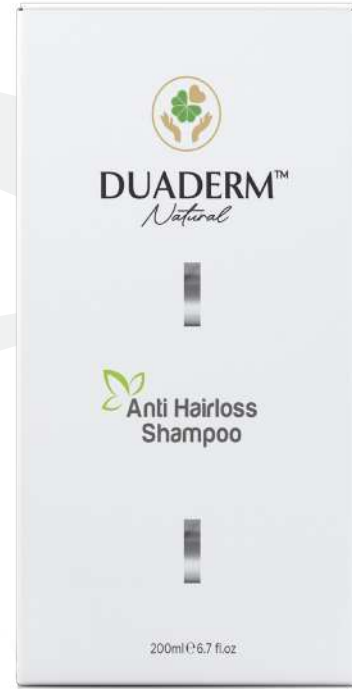 DUADERM™
Natural
Anti Hairloss
Shampoo
200ml ℮ 6.7 fl.oz